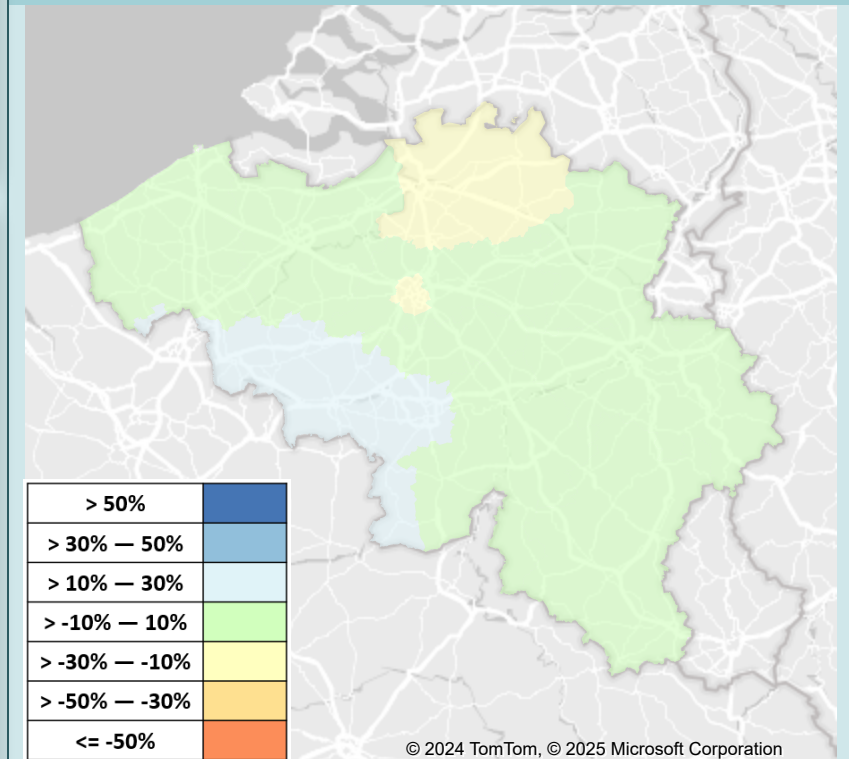 > 50%
> 30% — 50%
> 10% — 30%
> -10% — 10%
> -30% — -10%
> -50% — -30%
<= -50%
© 2024 TomTom, © 2025 Microsoft Corporation